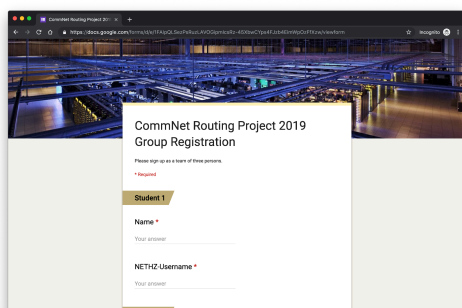 CommNet Routing Project 201
Incognito
CommNet Routing Project 2019
Group Registration
Please sign up as a team of three persons.
* Required
Student 1
Name *
Your answer
NETHZ-Username *
Your answer